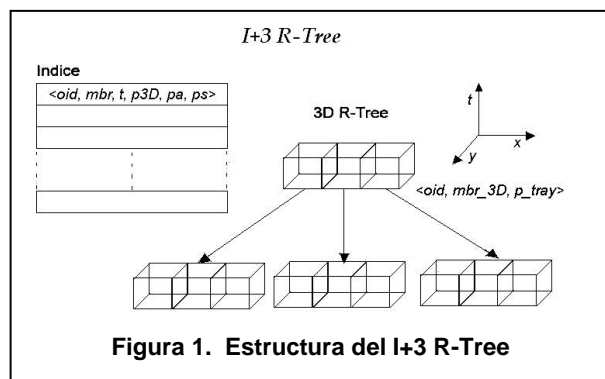 I+3 R-Tree
Indice
<oid, mbr, t, p3D, pa, ps>
3D R-Tree
t
x
y
<oid, mbr_3D, p_tray>
Figura 1. Estructura del I+3 R-Tree